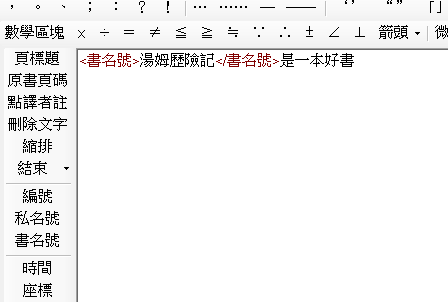 ， 。 、 ； ： ？ ！ … …… — —— ‘’ “” 「」
數學區塊 × ÷ = ≠ ≦ ≧ ≒ ∵ ∴ ± ∠ ⊥ 箭頭
頁標題
原書頁碼
點譯者註
刪除文字
縮排
結束
編號
私名號
書名號
時間
座標
<書名號>湯姆歷險記</書名號>是一本好書